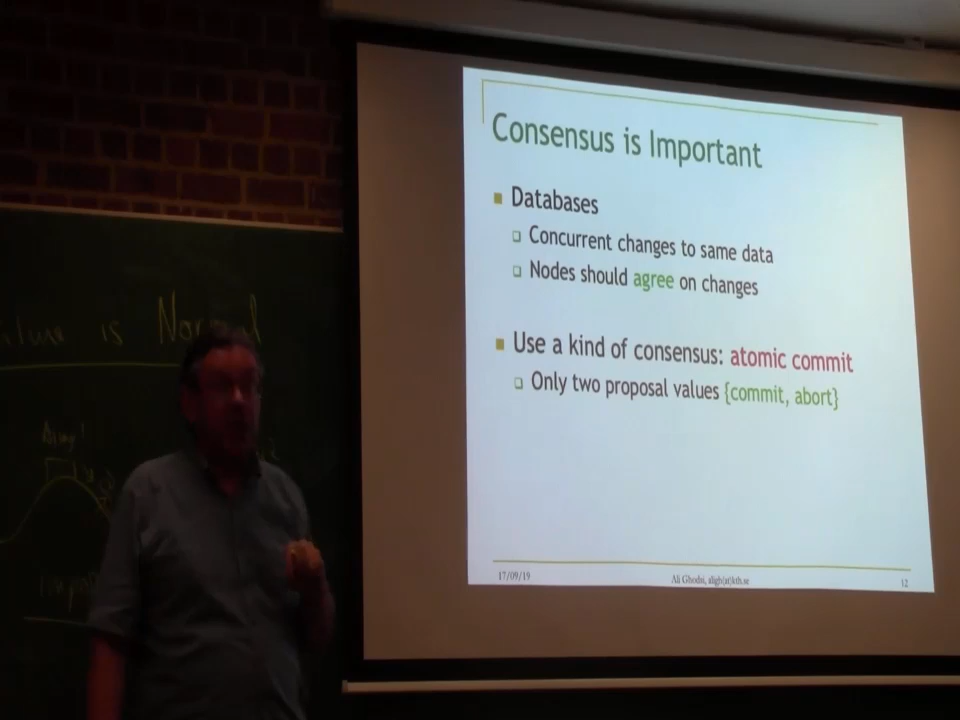 Consensus is Important
Databases
Concurrent changes to same data
Nodes should agree on changes
Use a kind of consensus: atomic commit
Only two proposal values {commit, abort}
17/09/19
Ali Ghodsi, aligh(at)kth.se
12
is Normal